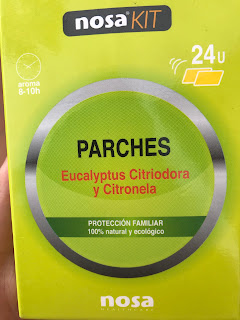 nosa® KIT
24U
aroma
8-10h
PARCHES
Eucalyptus Citriodora
y Citronela
PROTECCIÓN FAMILIAR
100% natural y ecológico
nosa